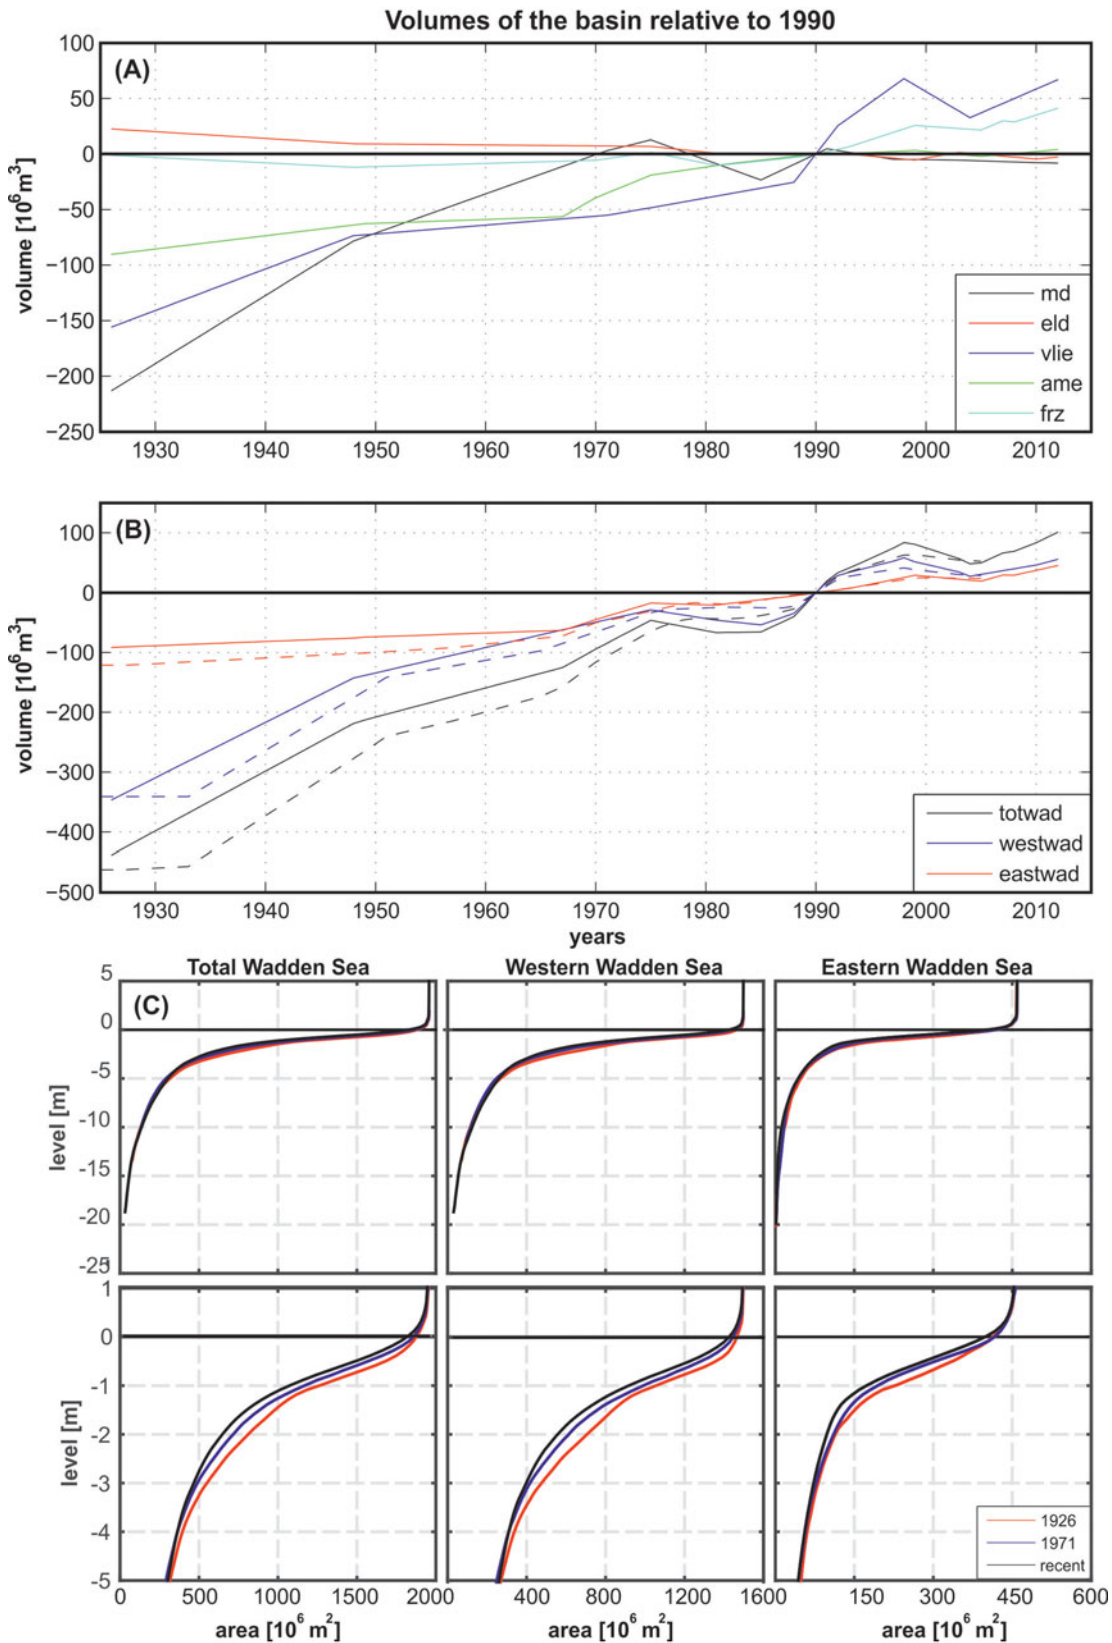 Volumes of the basin relative to 1990
(A)
100
50
0
−50
−100
−150
−200
−250
volume [10⁶m³]
1930 1940 1950 1960 1970 1980 1990 2000 2010
md
eld
vlie
ame
frz
(B)
100
0
−100
−200
−300
−400
−500
volume [10⁶m³]
1930 1940 1950 1960 1970 1980 1990 2000 2010
years
totwad
westwad
eastwad
Total Wadden Sea Western Wadden Sea Eastern Wadden Sea
(C)
5
0
-5
-10
-15
-20
-25
level [m]
1
0
-1
-2
-3
-4
-5
level [m]
0 500 1000 1500 2000
400 800 1200 1600
150 300 450 600
area [10⁶ m²] area [10⁶ m²] area [10⁶ m²]
1926
1971
recent